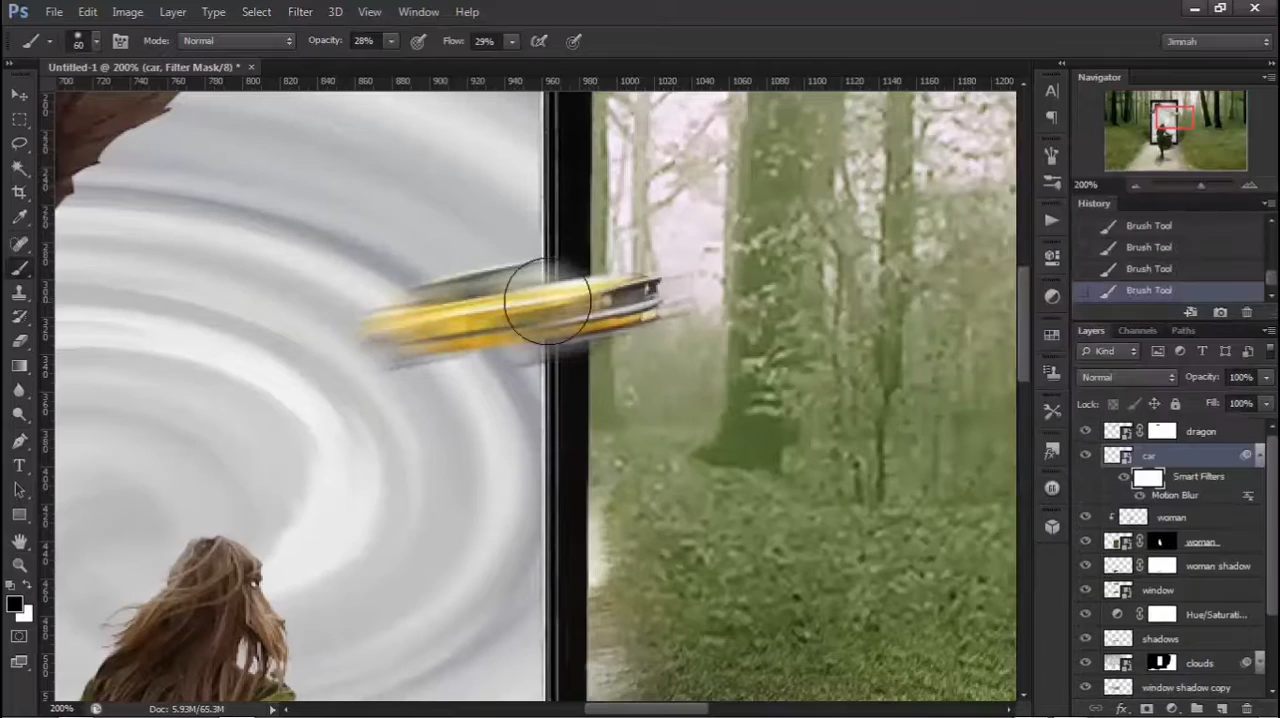 Ps File Edit Image Layer Type Select Filter 3D View Window Help
60 Mode: Normal Opacity: 28% Flow: 29% Jimnah
Untitled-1 @ 200% (car, Filter Mask/8) * ×
700 720 740 760 780 800 820 840 860 880 900 920 940 960 980 1000 1020 1040 1060 1080 1100 1120 1140 1160 1180 1200
Navigator
200%
History
Brush Tool
Brush Tool
Brush Tool
Brush Tool
Layers Channels Paths
Kind
Normal Opacity: 100%
Lock: Fill: 100%
dragon
car
Smart Filters
Motion Blur
woman
woman
woman shadow
window
Hue/Saturati...
shadows
clouds
window shadow copy
200% Doc: 5.93M/65.3M